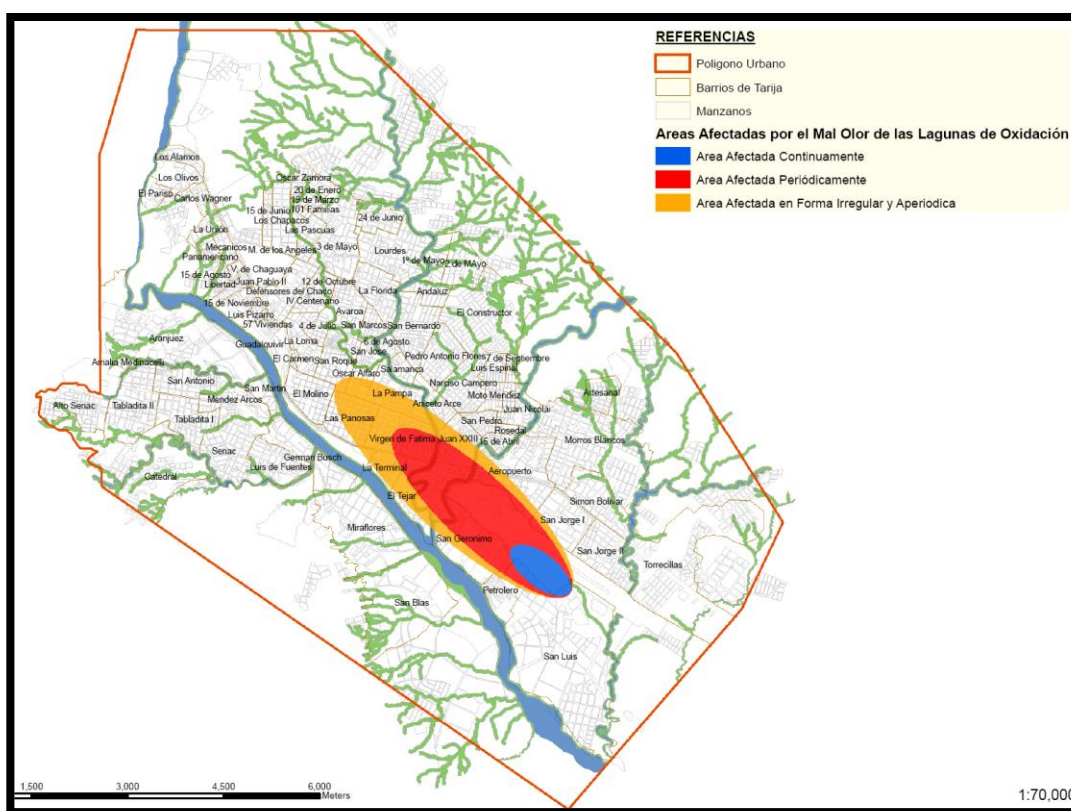 REFERENCIAS
Poligono Urbano
Barrios de Tarija
Manzanos
Areas Afectadas por el Mal Olor de las Lagunas de Oxidación
Area Afectada Continuamente
Area Afectada Periódicamente
Area Afectada en Forma Irregular y Aperiodica
Los Alamos
Los Olivos
Oscar Zamora
El Pariso
Carlos Wagner
20 de Enero
19 de Marzo
15 de Junio
101 Familias
Los Chapacos
24 de Junio
La Unión
Las Pascuas
Mecanicos
M. de los Angeles
3 de Mayo
Lourdes
Panamericano
1º de Mayo
2 de MAyo
V. de Chaguaya
15 de Agosto
Libertad
Juan Pablo II
12 de Octubre
Defensores del Chaco
La Florida
Andaluz
15 de Noviembre
IV Centenario
Luis Pizarro
Avaroa
El Constructor
57 Viviendas
4 de Julio
San Marcos
San Bernardo
Aranjuez
Guadalquivir
La Loma
6 de Agosto
San Jose
Amalia Medinaceli
El Carmen
San Roque
Pedro Antonio Flores
7 de Septiembre
Oscar Alfaro
Salamanca
Luis Espinal
San Antonio
San Martin
Narciso Campero
El Molino
La Pampa
Moto Mendez
Artesanal
Alto Senac
Tabladita II
Mendez Arcos
Aniceto Arce
Juan Nicolai
Tabladita I
Las Panosas
San Pedro
Rosedal
Virgen de Fatima
Juan XXIII
15 de Abril
Morros Blancos
Senac
German Busch
Luis de Fuentes
La Terminal
Aeropuerto
Catedral
El Tejar
Simon Bolivar
Miraflores
San Jorge I
San Geronimo
San Jorge II
Torrecillas
Petrolero
San Blas
San Luis
1,500 3,000 4,500 6,000
Meters
1:70,000